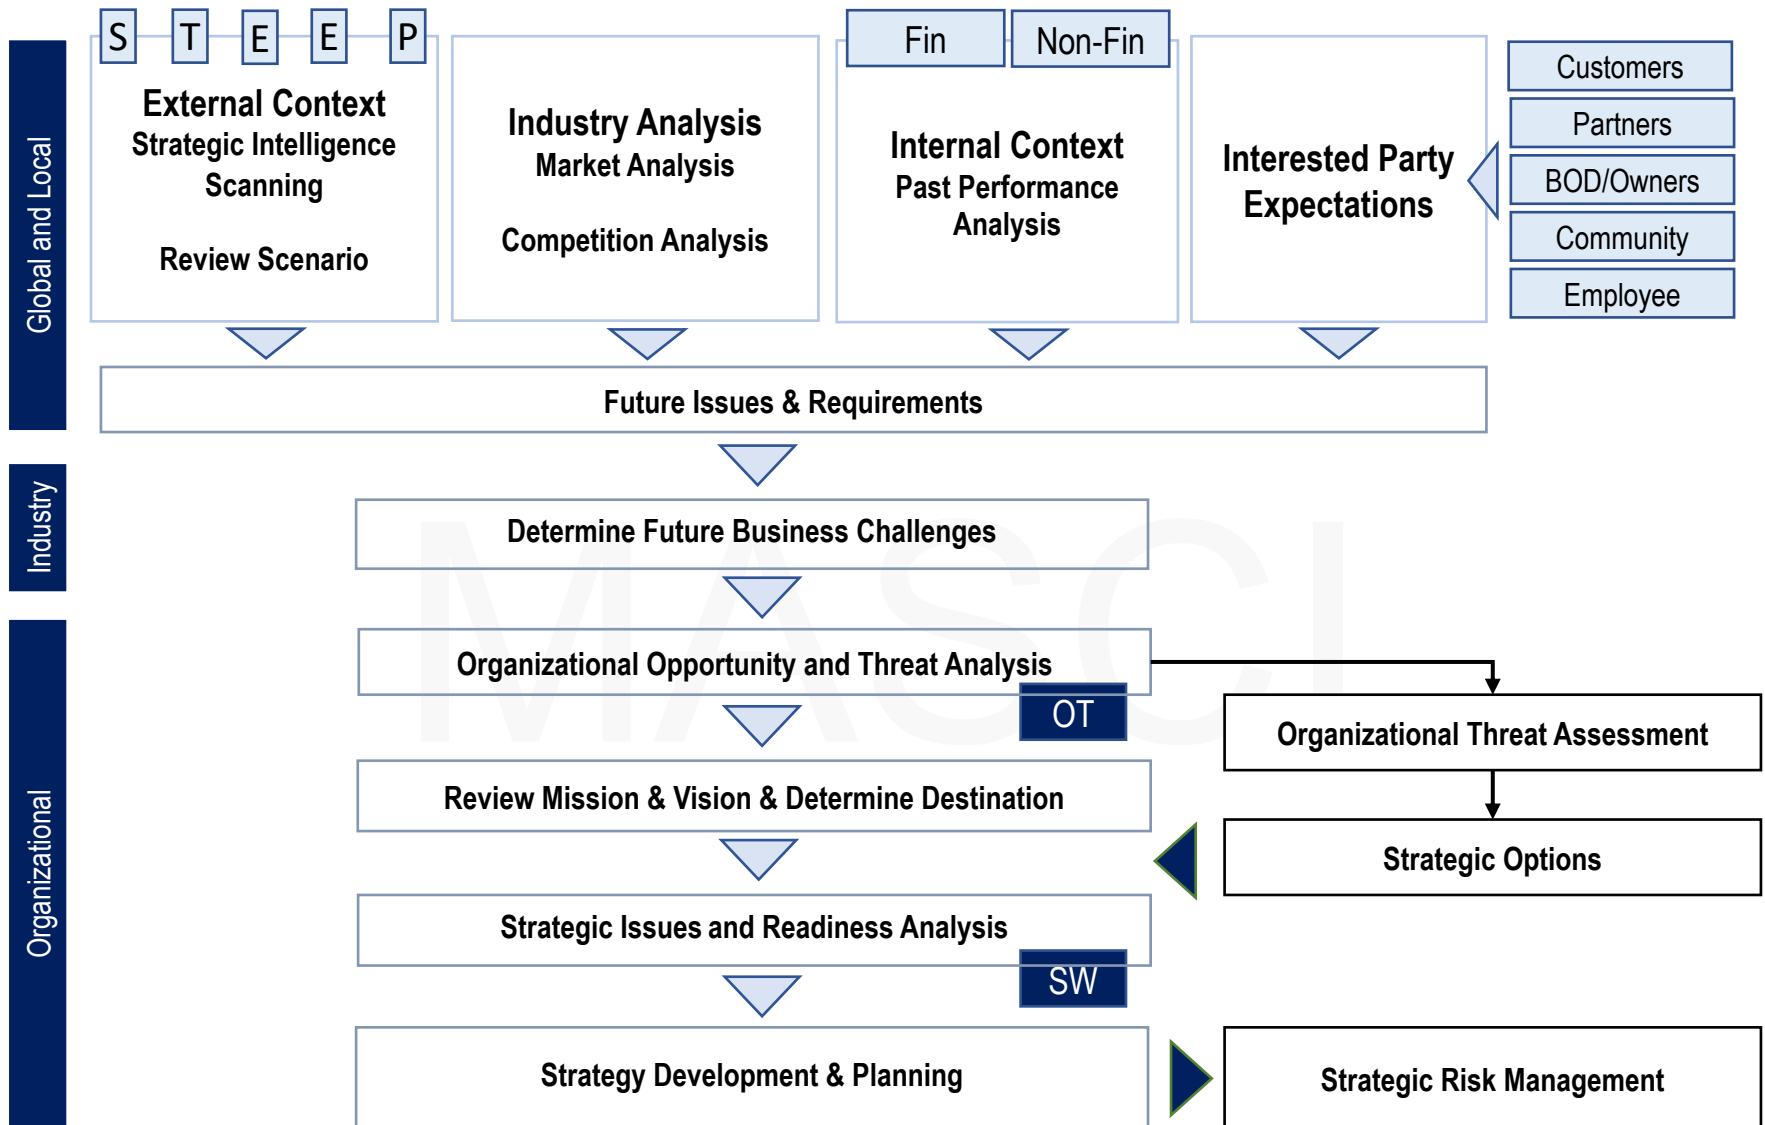 S T E E P
External Context
Strategic Intelligence
Scanning
Review Scenario
Industry Analysis
Market Analysis
Competition Analysis
Fin
Non-Fin
Internal Context
Past Performance
Analysis
Interested Party
Expectations
Customers
Partners
BOD/Owners
Community
Employee
Global and Local
Future Issues & Requirements
Industry
Determine Future Business Challenges
MASCI
Organizational
Organizational Opportunity and Threat Analysis
OT
Organizational Threat Assessment
Review Mission & Vision & Determine Destination
Strategic Options
Strategic Issues and Readiness Analysis
SW
Strategy Development & Planning
Strategic Risk Management